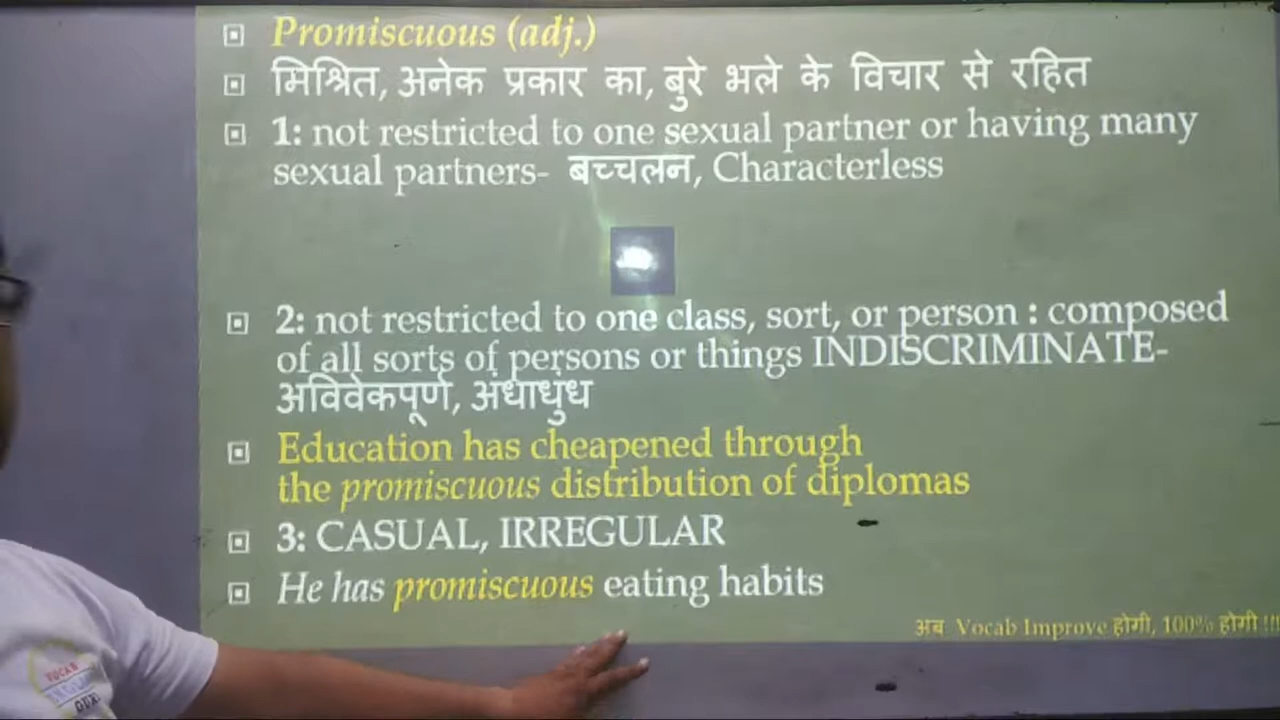 Promiscuous (adj.)
मिश्रित, अनेक प्रकार का, बुरे भले के विचार से रहित
1: not restricted to one sexual partner or having many
sexual partners- बच्चलन, Characterless
2: not restricted to one class, sort, or person : composed
of all sorts of persons or things INDISCRIMINATE-
अविवेकपूर्ण, अंधाधुंध
Education has cheapened through
the promiscuous distribution of diplomas
3: CASUAL, IRREGULAR
He has promiscuous eating habits
अब Vocab Improve होगी, 100% होगी !!!
VOCAB
GURU